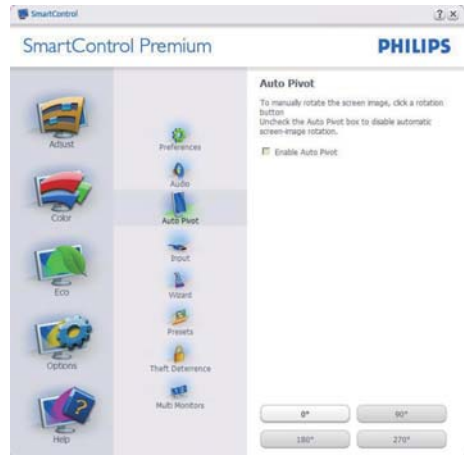 SmartControl
SmartControl Premium
PHILIPS
Adjust
Color
Eco
Options
Help
Preferences
Audio
Auto Pivot
Input
Wizard
Presets
Theft Deterrence
Multi Monitors
Auto Pivot
To manually rotate the screen image, click a rotation
button
Uncheck the Auto Pivot box to disable automatic
screen-image rotation.
Enable Auto Pivot
0°
90°
180°
270°